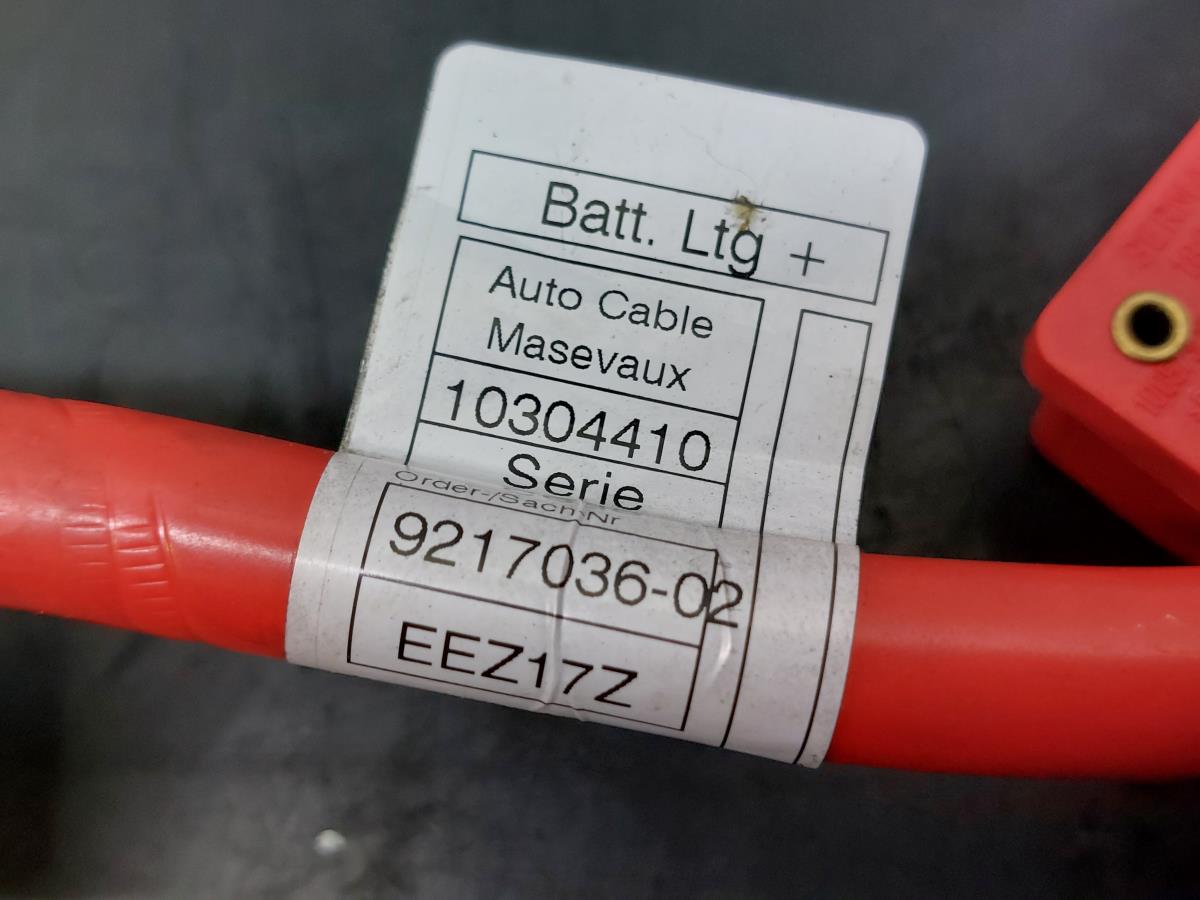 Batt. Ltg +
Auto Cable
Masevaux
10304410
Serie
Order-/Sach-Nr
9217036-02
EEZ17Z